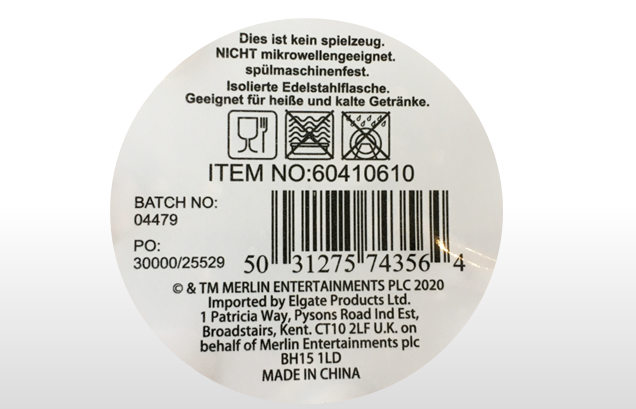 Dies ist kein spielzeug.
NICHT mikrowellengeeignet.
spülmaschinenfest.
Isolierte Edelstahlflasche.
Geeignet für heiße und kalte Getränke.
ITEM NO:60410610
BATCH NO:
04479
PO:
30000/25529
50 31275 74356 4
© & TM MERLIN ENTERTAINMENTS PLC 2020
Imported by Elgate Products Ltd.
1 Patricia Way, Pysons Road Ind Est,
Broadstairs, Kent. CT10 2LF U.K. on
behalf of Merlin Entertainments plc
BH15 1LD
MADE IN CHINA